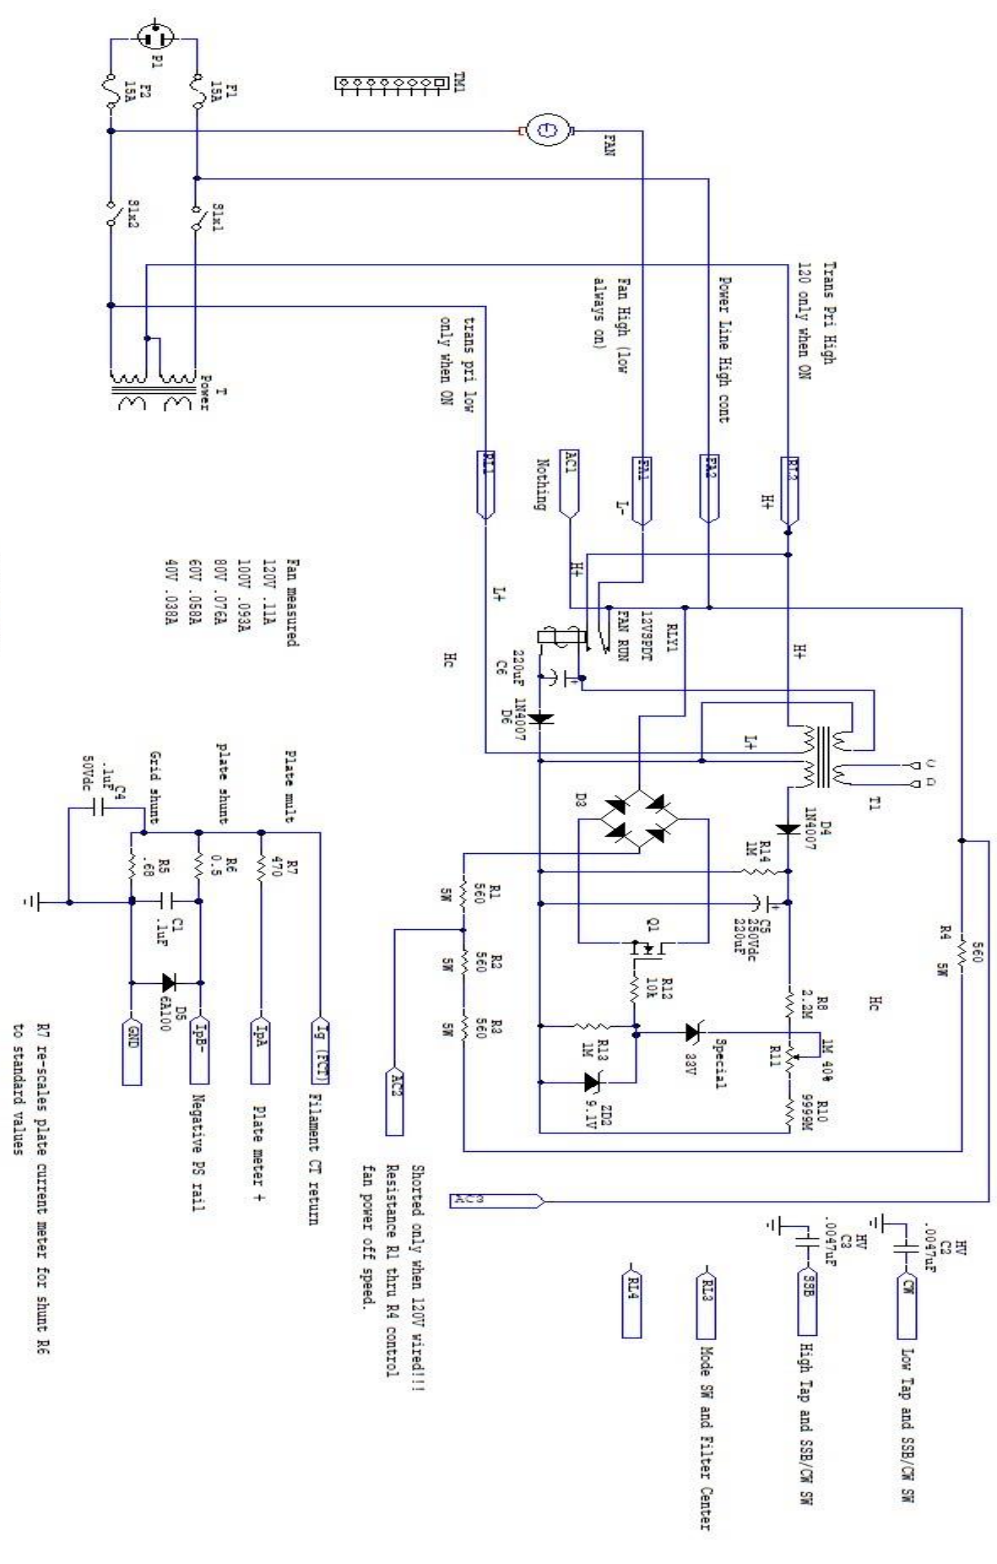 P1
F1
15A
F2
15A
TM1
FAN
S1x1
S1x2
T
Power
Trans Pri High
120 only when ON
Power Line High cont
Fan High (low
always on)
trans pri low
only when ON
RL2
H+
FA2
FA1
L-
AC1
Nothing
RL1
L+
H+
H+
Hc
Fan measured
120V .11A
100V .093A
80V .076A
60V .058A
40V .038A
RLY1
12VSPDT
FAN RUN
C6
220uF
1N4007
D6
L+
T1
D4
1N4007
R14
1M
D3
C5
250Vdc
220uF
Q1
R12
10k
R13
1M
ZD2
9.1V
Special
33V
R8
2.2M
1M 40%
R11
R10
9999M
Hc
R4
560
5W
R1
560
5W
R2
560
5W
R3
560
5W
AC2
Shorted only when 120V wired!!!
Resistance R1 thru R4 control
fan power off speed.
AC3
HV
C2
.0047uF
CW
Low Tap and SSB/CW SW
HV
C3
.0047uF
SSB
High Tap and SSB/CW SW
RL3
Mode SW and Filter Center
RL4
Plate mult
plate shunt
Grid shunt
C4
.1uF
50Vdc
R7
470
R6
0.5
R5
.68
C1
.1uF
D5
6A100
Ig (FCT)
Filament CT return
IpA
Plate meter +
IpB-
Negative PS rail
GND
R7 re-scales plate current meter for shunt R6
to standard values